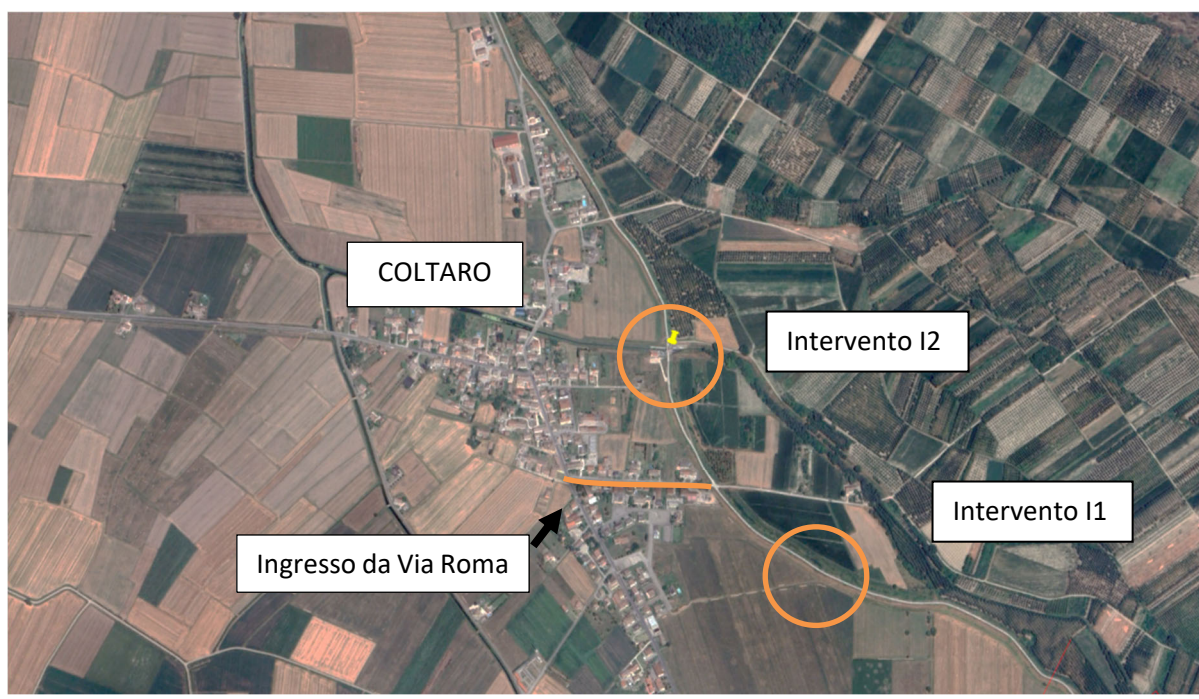 COLTARO
Intervento I2
Intervento I1
Ingresso da Via Roma